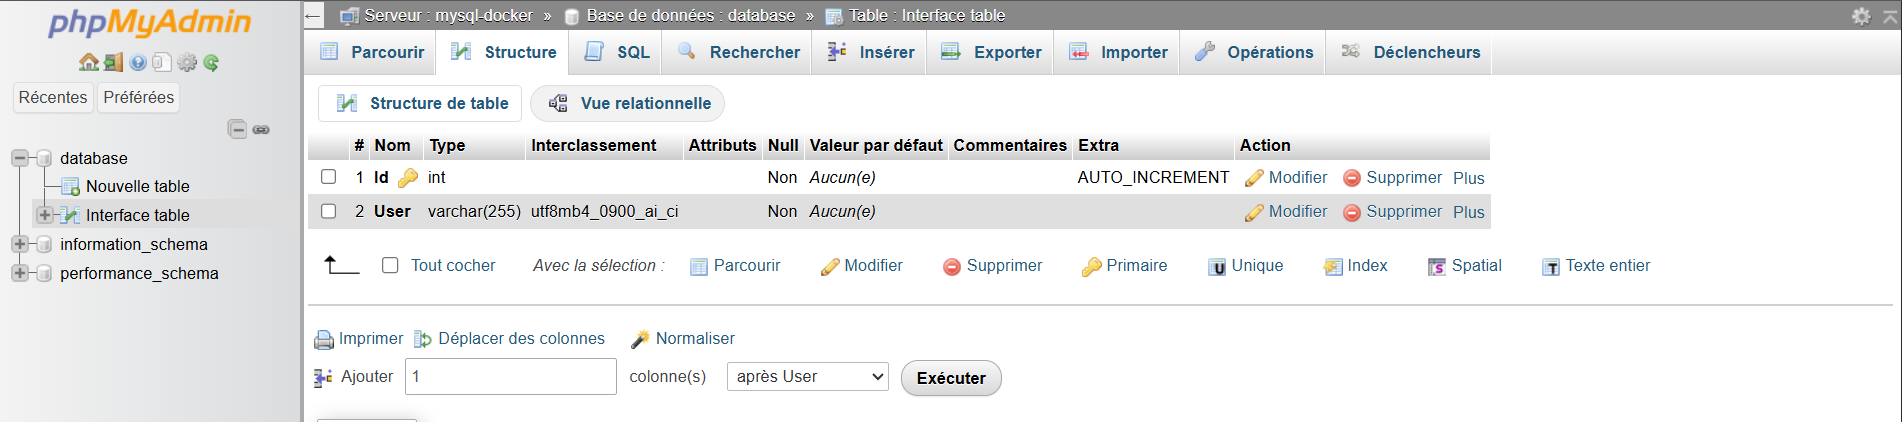 phpMyAdmin
Récentes Préférées
database
Nouvelle table
Interface table
information_schema
performance_schema
← Serveur : mysql-docker » Base de données : database » Table : Interface table
Parcourir Structure SQL Rechercher Insérer Exporter Importer Opérations Déclencheurs
Structure de table Vue relationnelle
# Nom Type Interclassement Attributs Null Valeur par défaut Commentaires Extra Action
1 Id int Non Aucun(e) AUTO_INCREMENT Modifier Supprimer Plus
2 User varchar(255) utf8mb4_0900_ai_ci Non Aucun(e) Modifier Supprimer Plus
Tout cocher Avec la sélection : Parcourir Modifier Supprimer Primaire Unique Index Spatial Texte entier
Imprimer Déplacer des colonnes Normaliser
Ajouter 1 colonne(s) après User Exécuter